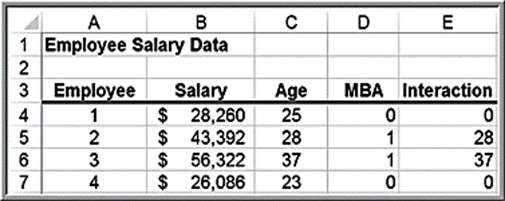 A B C D E
1 Employee Salary Data
2
3 Employee Salary Age MBA Interaction
4 1 $ 28,260 25 0 0
5 2 $ 43,392 28 1 28
6 3 $ 56,322 37 1 37
7 4 $ 26,086 23 0 0